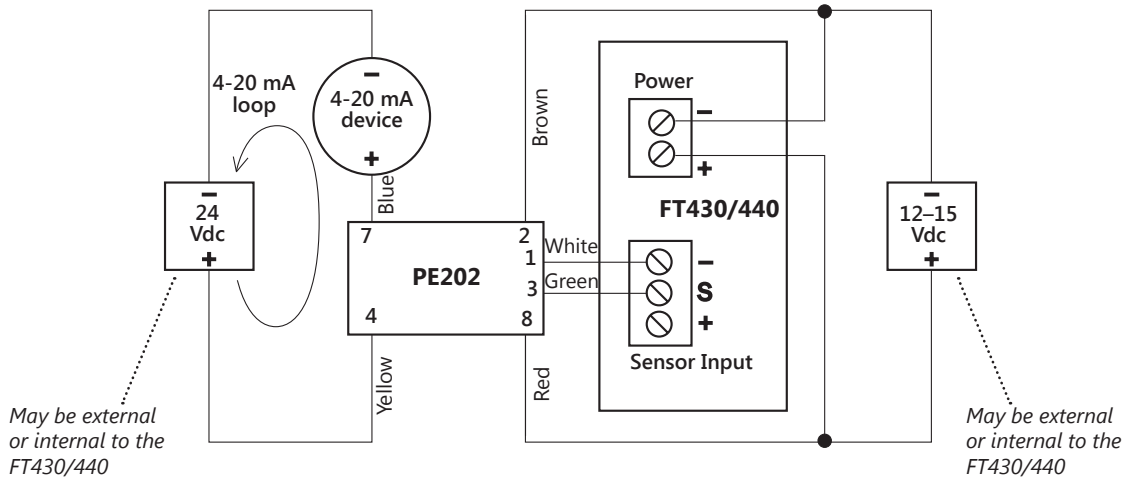 4-20 mA
loop
−
4-20 mA
device
+
Blue
−
24
Vdc
+
7
4
PE202
2
1
3
8
White
Green
Brown
Red
Yellow
Power
−
+
FT430/440
−
S
+
Sensor Input
−
12–15
Vdc
+
May be external
or internal to the
FT430/440
May be external
or internal to the
FT430/440